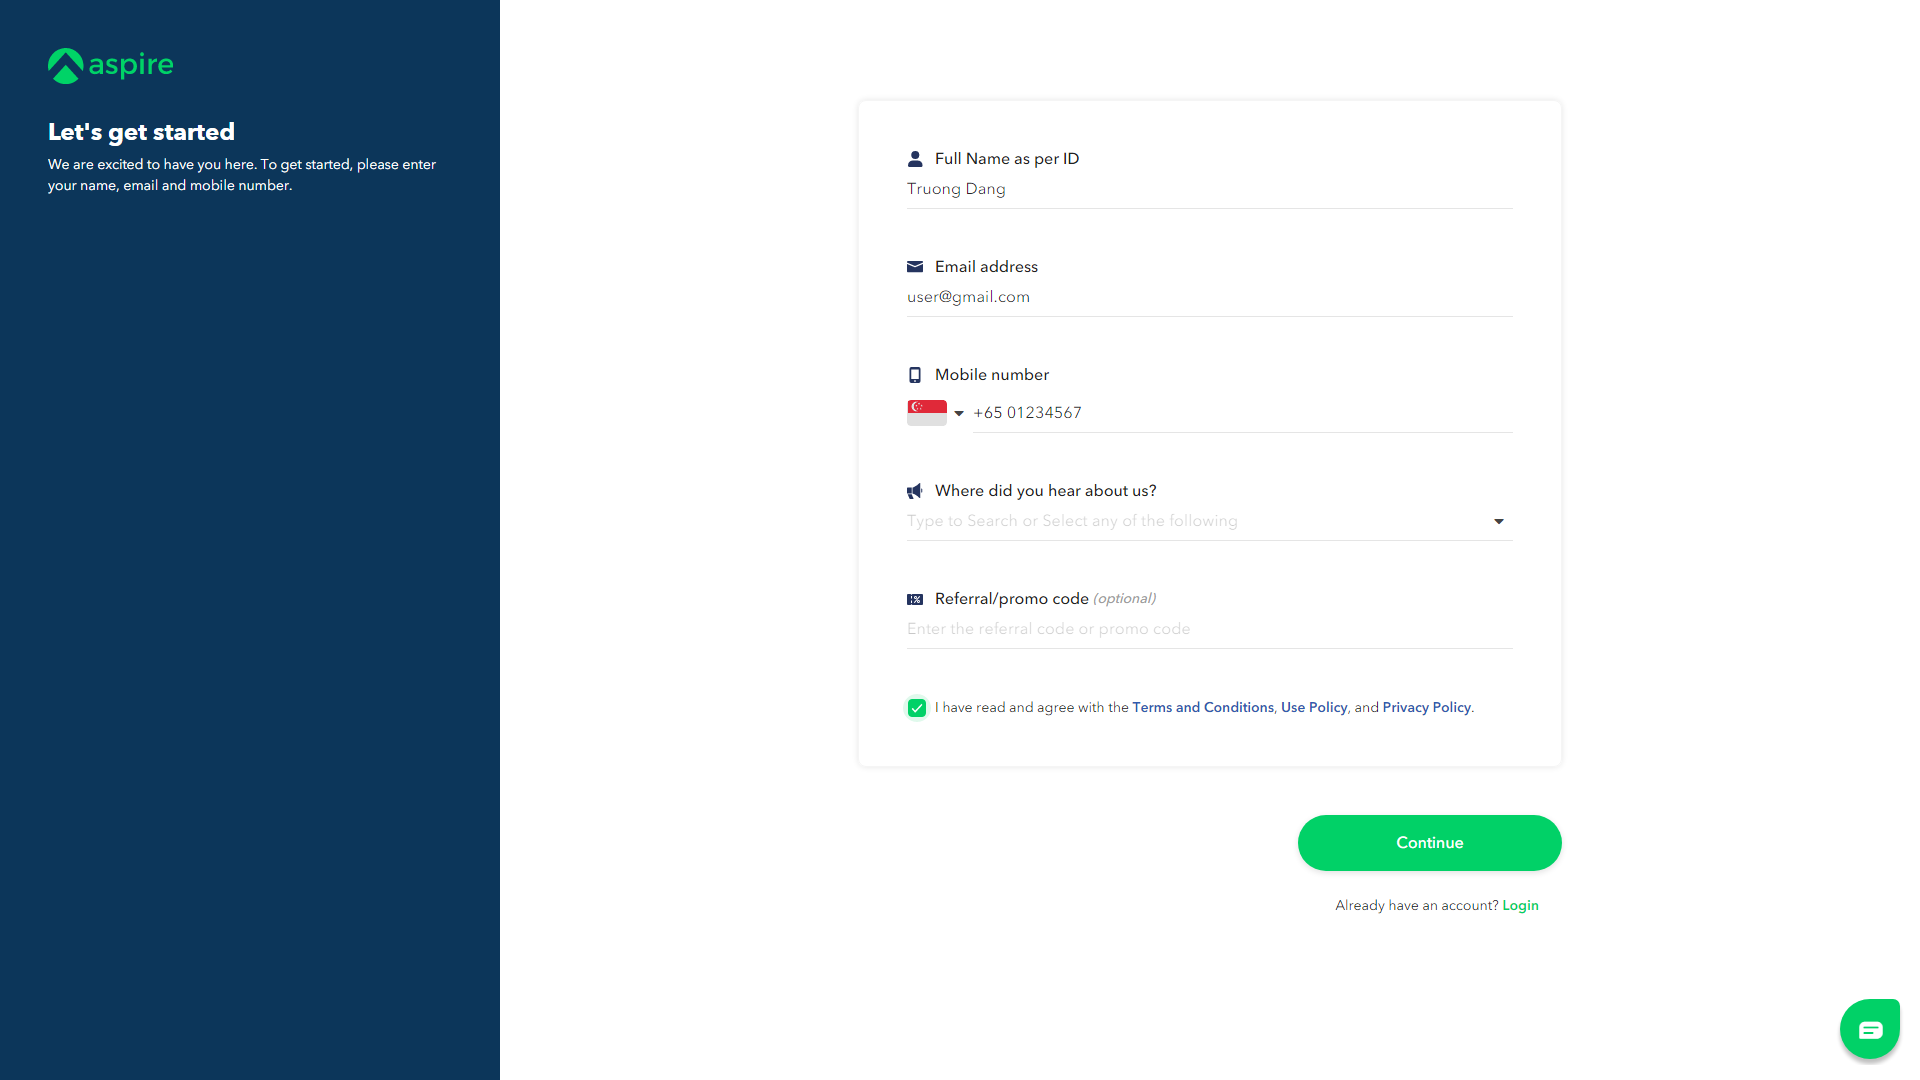 aspire
Let's get started
We are excited to have you here. To get started, please enter
your name, email and mobile number.
Full Name as per ID
Truong Dang
Email address
user@gmail.com
Mobile number
+65 01234567
Where did you hear about us?
Type to Search or Select any of the following
Referral/promo code (optional)
Enter the referral code or promo code
I have read and agree with the Terms and Conditions, Use Policy, and Privacy Policy.
Continue
Already have an account? Login